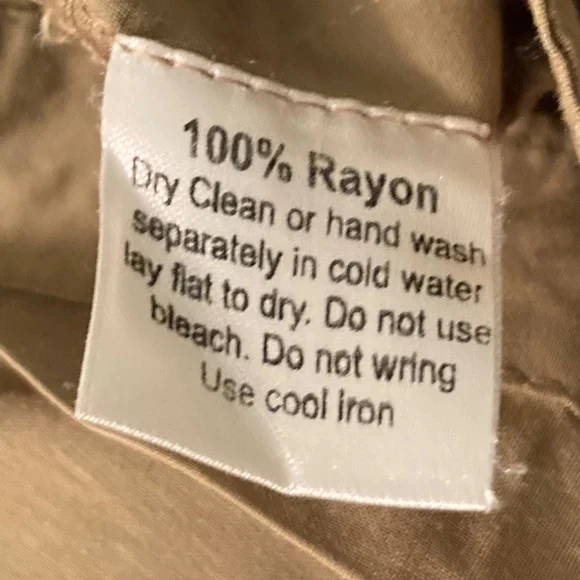 100% Rayon
Dry Clean or hand wash
separately in cold water
lay flat to dry. Do not use
bleach. Do not wring
Use cool iron